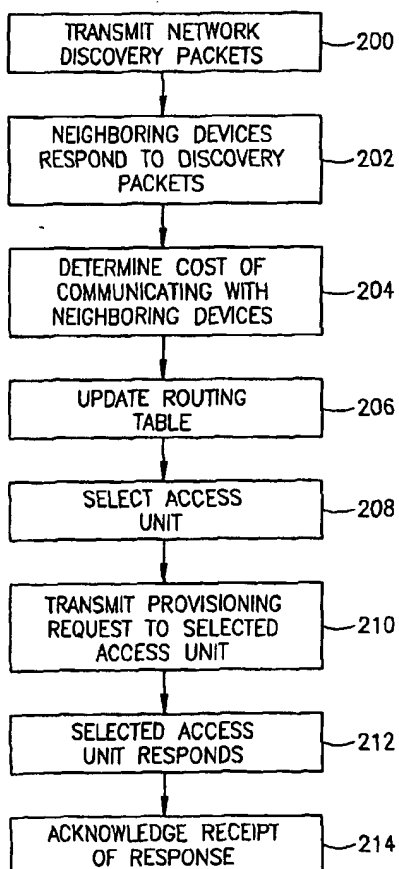 TRANSMIT NETWORK
DISCOVERY PACKETS
200
NEIGHBORING DEVICES
RESPOND TO DISCOVERY
PACKETS
202
DETERMINE COST OF
COMMUNICATING WITH
NEIGHBORING DEVICES
204
UPDATE ROUTING
TABLE
206
SELECT ACCESS
UNIT
208
TRANSMIT PROVISIONING
REQUEST TO SELECTED
ACCESS UNIT
210
SELECTED ACCESS
UNIT RESPONDS
212
ACKNOWLEDGE RECEIPT
OF RESPONSE
214